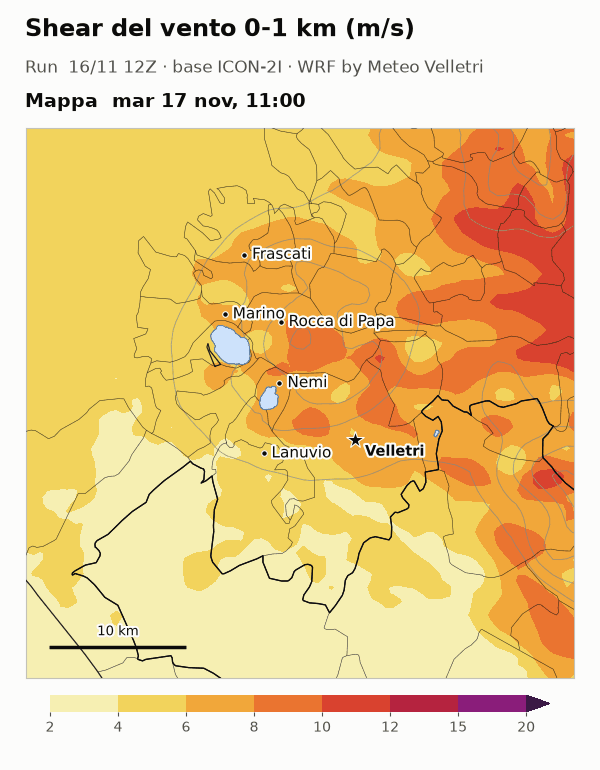 Shear del vento 0-1 km (m/s)
Run  16/11 12Z · base ICON-2I · WRF by Meteo Velletri
Mappa  mar 17 nov, 11:00
Frascati
Marino
Rocca di Papa
Nemi
Lanuvio
Velletri
10 km
2 4 6 8 10 12 15 20